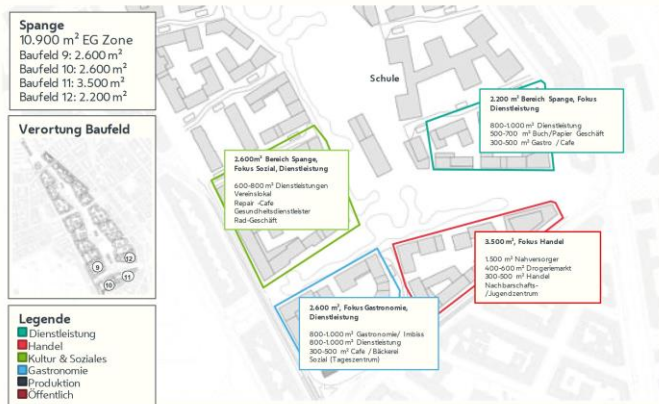 Spange
10.900 m² EG Zone
Baufeld 9: 2.600 m²
Baufeld 10: 2.600 m²
Baufeld 11: 3.500 m²
Baufeld 12: 2.200 m²
Verortung Baufeld
9
10
11
12
Legende
Dienstleistung
Handel
Kultur & Soziales
Gastronomie
Produktion
Öffentlich
Schule
2.200 m² Bereich Spange, Fokus
Dienstleistung
800-1.000 m² Dienstleistung
500-700 m² Buch/Papier Geschäft
300-500 m² Gastro / Cafe
2.600m² Bereich Spange,
Fokus Sozial, Dienstleistung
600-800 m² Dienstleistungen
Vereinslokal
Repair -Cafe
Gesundheitsdienstleister
Rad-Geschäft
3.500 m², Fokus Handel
1.500 m² Nahversorger
400-600 m² Drogeriemarkt
300-500 m² Handel
Nachbarschafts-
/Jugendzentrum
2.600 m², Fokus Gastronomie,
Dienstleistung
800-1.000 m² Gastronomie/ Imbiss
800-1.000 m² Dienstleistung
300-500 m² Cafe / Bäckerei
Sozial (Tageszentrum)